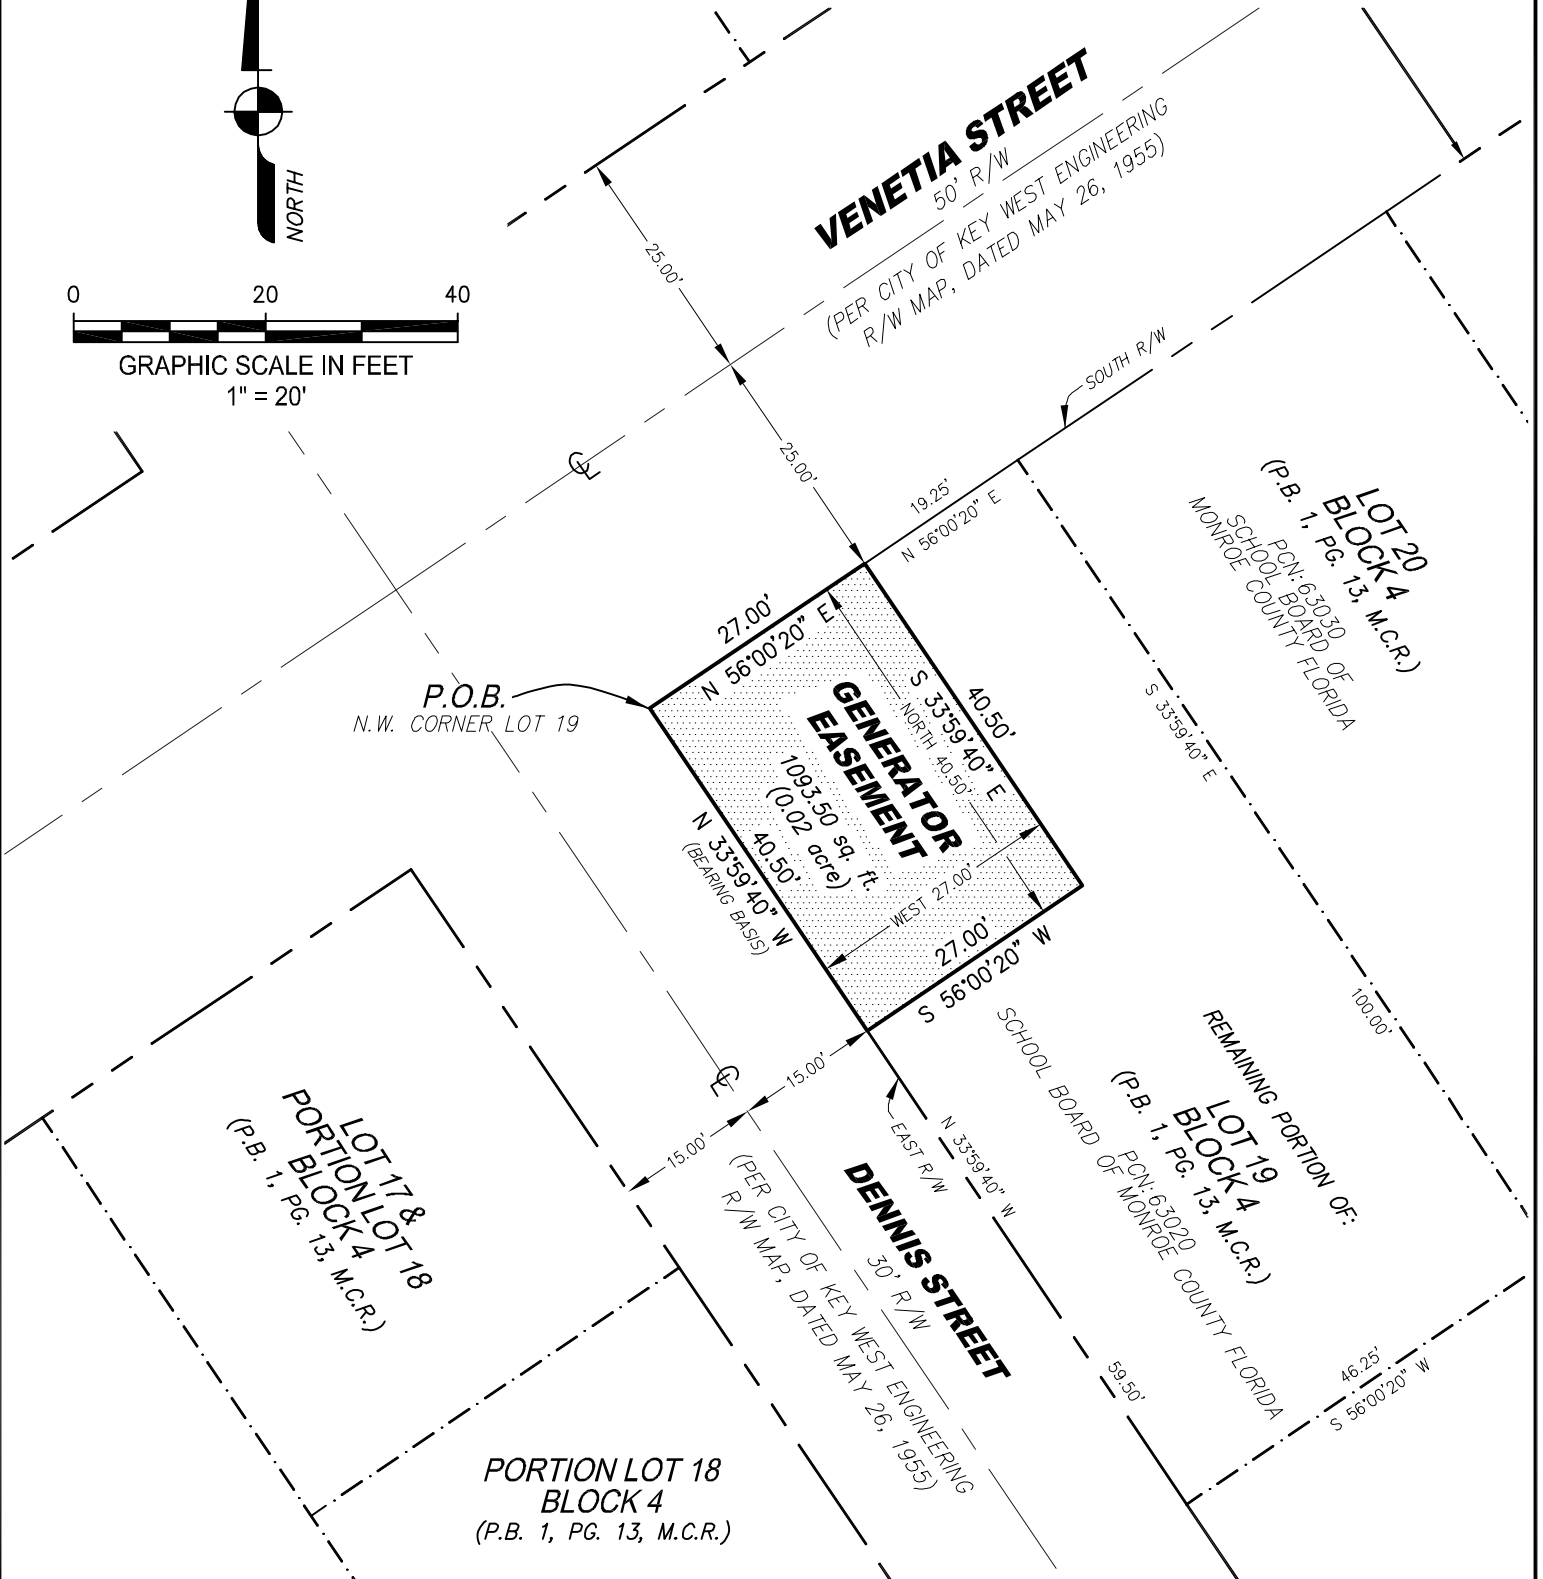 NORTH
0 20 40
GRAPHIC SCALE IN FEET
1" = 20'
VENETIA STREET
50' R/W
(PER CITY OF KEY WEST ENGINEERING
R/W MAP, DATED MAY 26, 1955)
25.00'
25.00'
SOUTH R/W
19.25'
N 56°00'20" E
LOT 20
BLOCK 4
(P.B. 1, PG. 13, M.C.R.)
PCN: 63030
SCHOOL BOARD OF
MONROE COUNTY FLORIDA
S 33°59'40" E
100.00'
P.O.B.
N.W. CORNER LOT 19
27.00'
N 56°00'20" E
40.50'
S 33°59'40" E
NORTH 40.50'
GENERATOR
EASEMENT
1093.50 sq. ft.
(0.02 acre)
40.50'
N 33°59'40" W
(BEARING BASIS)
WEST 27.00'
27.00'
S 56°00'20" W
℄
℄
15.00'
15.00'
EAST R/W
N 33°59'40" W
59.50'
DENNIS STREET
30' R/W
(PER CITY OF KEY WEST ENGINEERING
R/W MAP, DATED MAY 26, 1955)
REMAINING PORTION OF:
LOT 19
BLOCK 4
(P.B. 1, PG. 13, M.C.R.)
PCN: 63020
SCHOOL BOARD OF MONROE COUNTY FLORIDA
46.25'
S 56°00'20" W
LOT 17 &
PORTION LOT 18
BLOCK 4
(P.B. 1, PG. 13, M.C.R.)
PORTION LOT 18
BLOCK 4
(P.B. 1, PG. 13, M.C.R.)